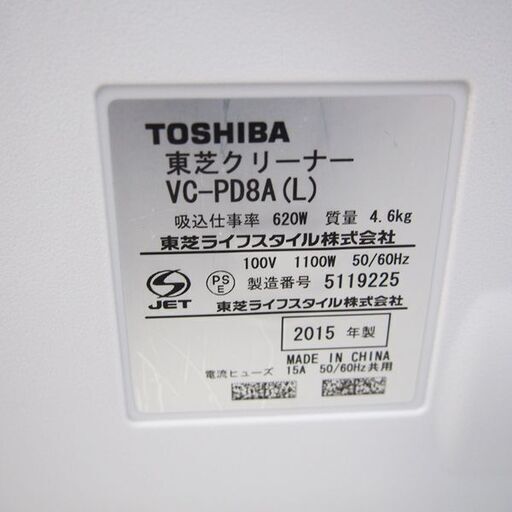 TOSHIBA
東芝クリーナー
VC-PD8A(L)
吸込仕事率 620W 質量 4.6kg
東芝ライフスタイル株式会社
100V 1100W 50/60Hz
S JET PS E 製造番号 5119225
東芝ライフスタイル株式会社
2015 年製
MADE IN CHINA
電流ヒューズ 15A 50/60Hz共用